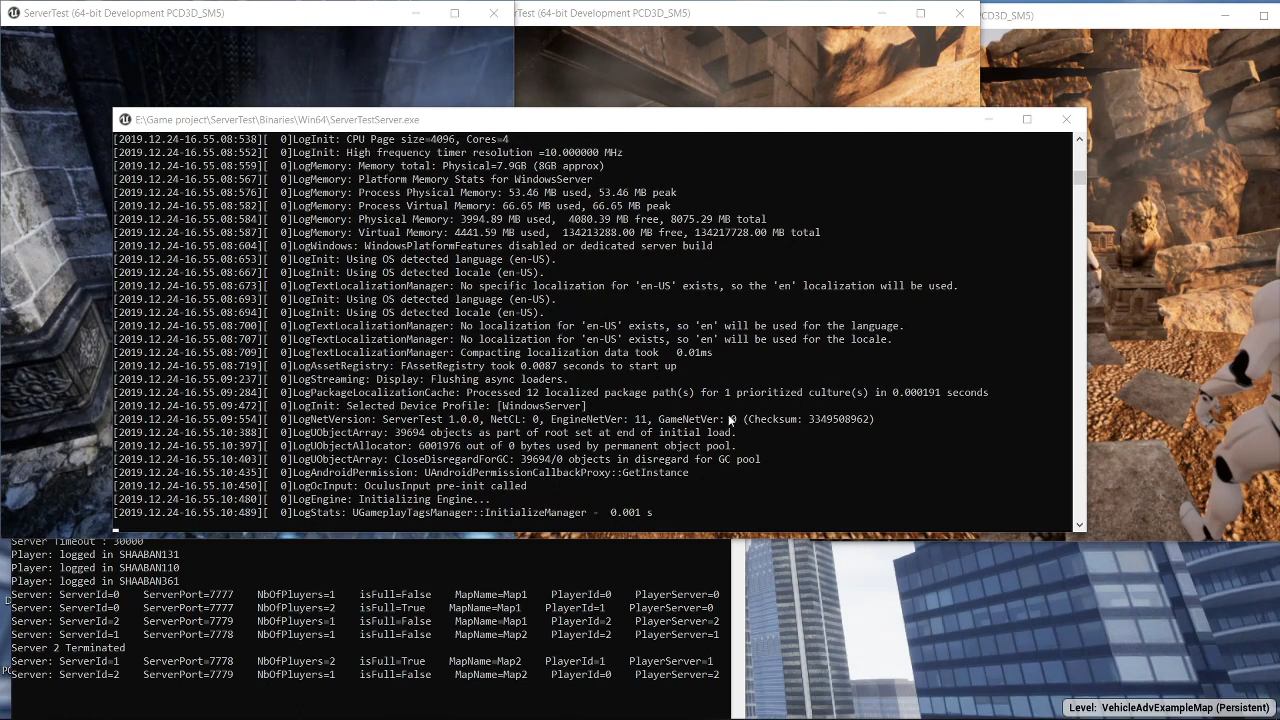 ServerTest (64-bit Development PCD3D_SM5)
rTest (64-bit Development PCD3D_SM5)
PCD3D_SM5)
E:\Game project\ServerTest\Binaries\Win64\ServerTestServer.exe
[2019.12.24-16.55.08:538][  0]LogInit: CPU Page size=4096, Cores=4
[2019.12.24-16.55.08:552][  0]LogInit: High frequency timer resolution =10.000000 MHz
[2019.12.24-16.55.08:559][  0]LogMemory: Memory total: Physical=7.9GB (8GB approx)
[2019.12.24-16.55.08:567][  0]LogMemory: Platform Memory Stats for WindowsServer
[2019.12.24-16.55.08:576][  0]LogMemory: Process Physical Memory: 53.46 MB used, 53.46 MB peak
[2019.12.24-16.55.08:582][  0]LogMemory: Process Virtual Memory: 66.65 MB used, 66.65 MB peak
[2019.12.24-16.55.08:584][  0]LogMemory: Physical Memory: 3994.89 MB used,  4080.39 MB free, 8075.29 MB total
[2019.12.24-16.55.08:587][  0]LogMemory: Virtual Memory: 4441.59 MB used,  134213288.00 MB free, 134217728.00 MB total
[2019.12.24-16.55.08:604][  0]LogWindows: WindowsPlatformFeatures disabled or dedicated server build
[2019.12.24-16.55.08:653][  0]LogInit: Using OS detected language (en-US).
[2019.12.24-16.55.08:667][  0]LogInit: Using OS detected locale (en-US).
[2019.12.24-16.55.08:673][  0]LogTextLocalizationManager: No specific localization for 'en-US' exists, so the 'en' localization will be used.
[2019.12.24-16.55.08:693][  0]LogInit: Using OS detected language (en-US).
[2019.12.24-16.55.08:694][  0]LogInit: Using OS detected locale (en-US).
[2019.12.24-16.55.08:700][  0]LogTextLocalizationManager: No localization for 'en-US' exists, so 'en' will be used for the language.
[2019.12.24-16.55.08:707][  0]LogTextLocalizationManager: No localization for 'en-US' exists, so 'en' will be used for the locale.
[2019.12.24-16.55.08:709][  0]LogTextLocalizationManager: Compacting localization data took   0.01ms
[2019.12.24-16.55.08:719][  0]LogAssetRegistry: FAssetRegistry took 0.0087 seconds to start up
[2019.12.24-16.55.09:237][  0]LogStreaming: Display: Flushing async loaders.
[2019.12.24-16.55.09:284][  0]LogPackageLocalizationCache: Processed 12 localized package path(s) for 1 prioritized culture(s) in 0.000191 seconds
[2019.12.24-16.55.09:472][  0]LogInit: Selected Device Profile: [WindowsServer]
[2019.12.24-16.55.09:554][  0]LogNetVersion: ServerTest 1.0.0, NetCL: 0, EngineNetVer: 11, GameNetVer: 0 (Checksum: 3349508962)
[2019.12.24-16.55.10:388][  0]LogUObjectArray: 39694 objects as part of root set at end of initial load.
[2019.12.24-16.55.10:397][  0]LogUObjectAllocator: 6001976 out of 0 bytes used by permanent object pool.
[2019.12.24-16.55.10:403][  0]LogUObjectArray: CloseDisregardForGC: 39694/0 objects in disregard for GC pool
[2019.12.24-16.55.10:435][  0]LogAndroidPermission: UAndroidPermissionCallbackProxy::GetInstance
[2019.12.24-16.55.10:450][  0]LogOcInput: OculusInput pre-init called
[2019.12.24-16.55.10:480][  0]LogEngine: Initializing Engine...
[2019.12.24-16.55.10:489][  0]LogStats: UGameplayTagsManager::InitializeManager -  0.001 s
Server Timeout : 30000
Player: logged in SHAABAN131
Player: logged in SHAABAN110
Player: logged in SHAABAN361
Server: ServerId=0    ServerPort=7777    NbOfPluyers=1    isFull=False    MapName=Map1    PlayerId=0    PlayerServer=0
Server: ServerId=0    ServerPort=7777    NbOfPluyers=2    isFull=True    MapName=Map1    PlayerId=1    PlayerServer=0
Server: ServerId=2    ServerPort=7779    NbOfPluyers=1    isFull=False    MapName=Map1    PlayerId=2    PlayerServer=2
Server: ServerId=1    ServerPort=7778    NbOfPluyers=1    isFull=False    MapName=Map2    PlayerId=2    PlayerServer=1
Server 2 Terminated
Server: ServerId=1    ServerPort=7778    NbOfPluyers=2    isFull=True    MapName=Map2    PlayerId=1    PlayerServer=1
Server: ServerId=2    ServerPort=7779    NbOfPluyers=1    isFull=False    MapName=Map2    PlayerId=0    PlayerServer=2
Level:  VehicleAdvExampleMap (Persistent)